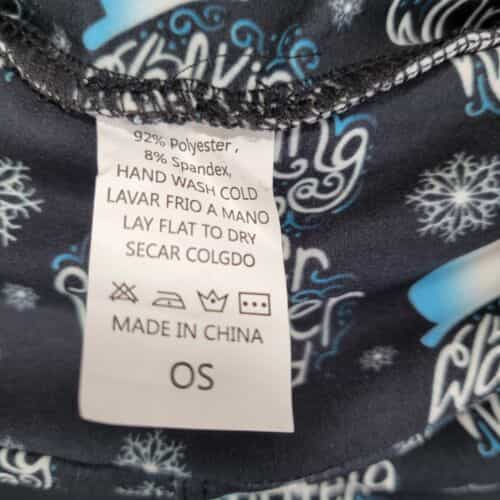 92% Polyester,
8% Spandex,
HAND WASH COLD
LAVAR FRIO A MANO
LAY FLAT TO DRY
SECAR COLGDO
MADE IN CHINA
OS